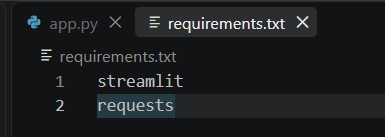 app.py requirements.txt
requirements.txt
1 streamlit
2 requests